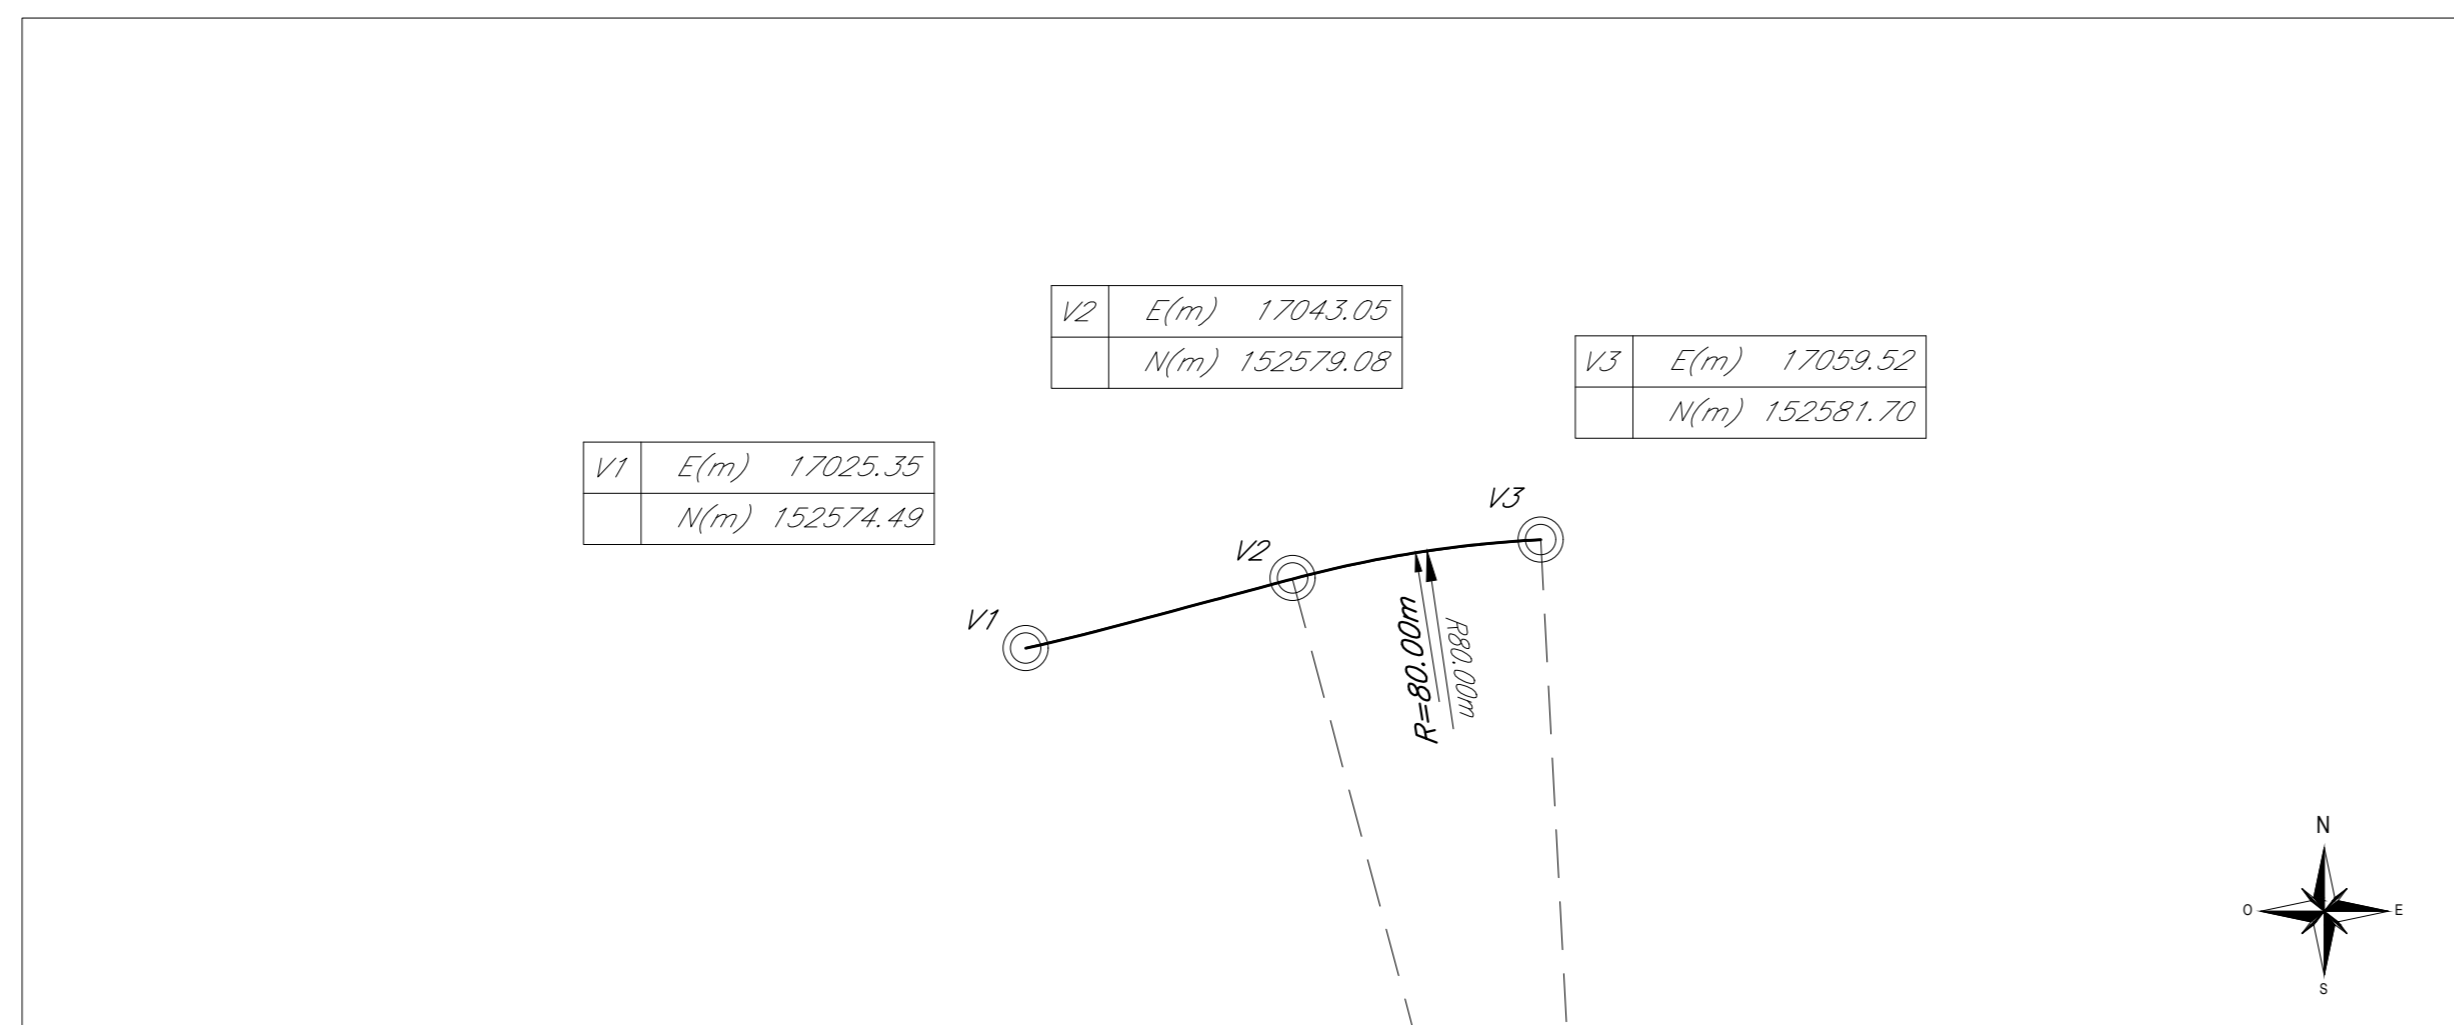 V2 E(m) 17043.05
N(m) 152579.08
V3 E(m) 17059.52
N(m) 152581.70
V1 E(m) 17025.35
N(m) 152574.49
V3
V2
V1
R=80.00m
R80.00m
N
O E
S